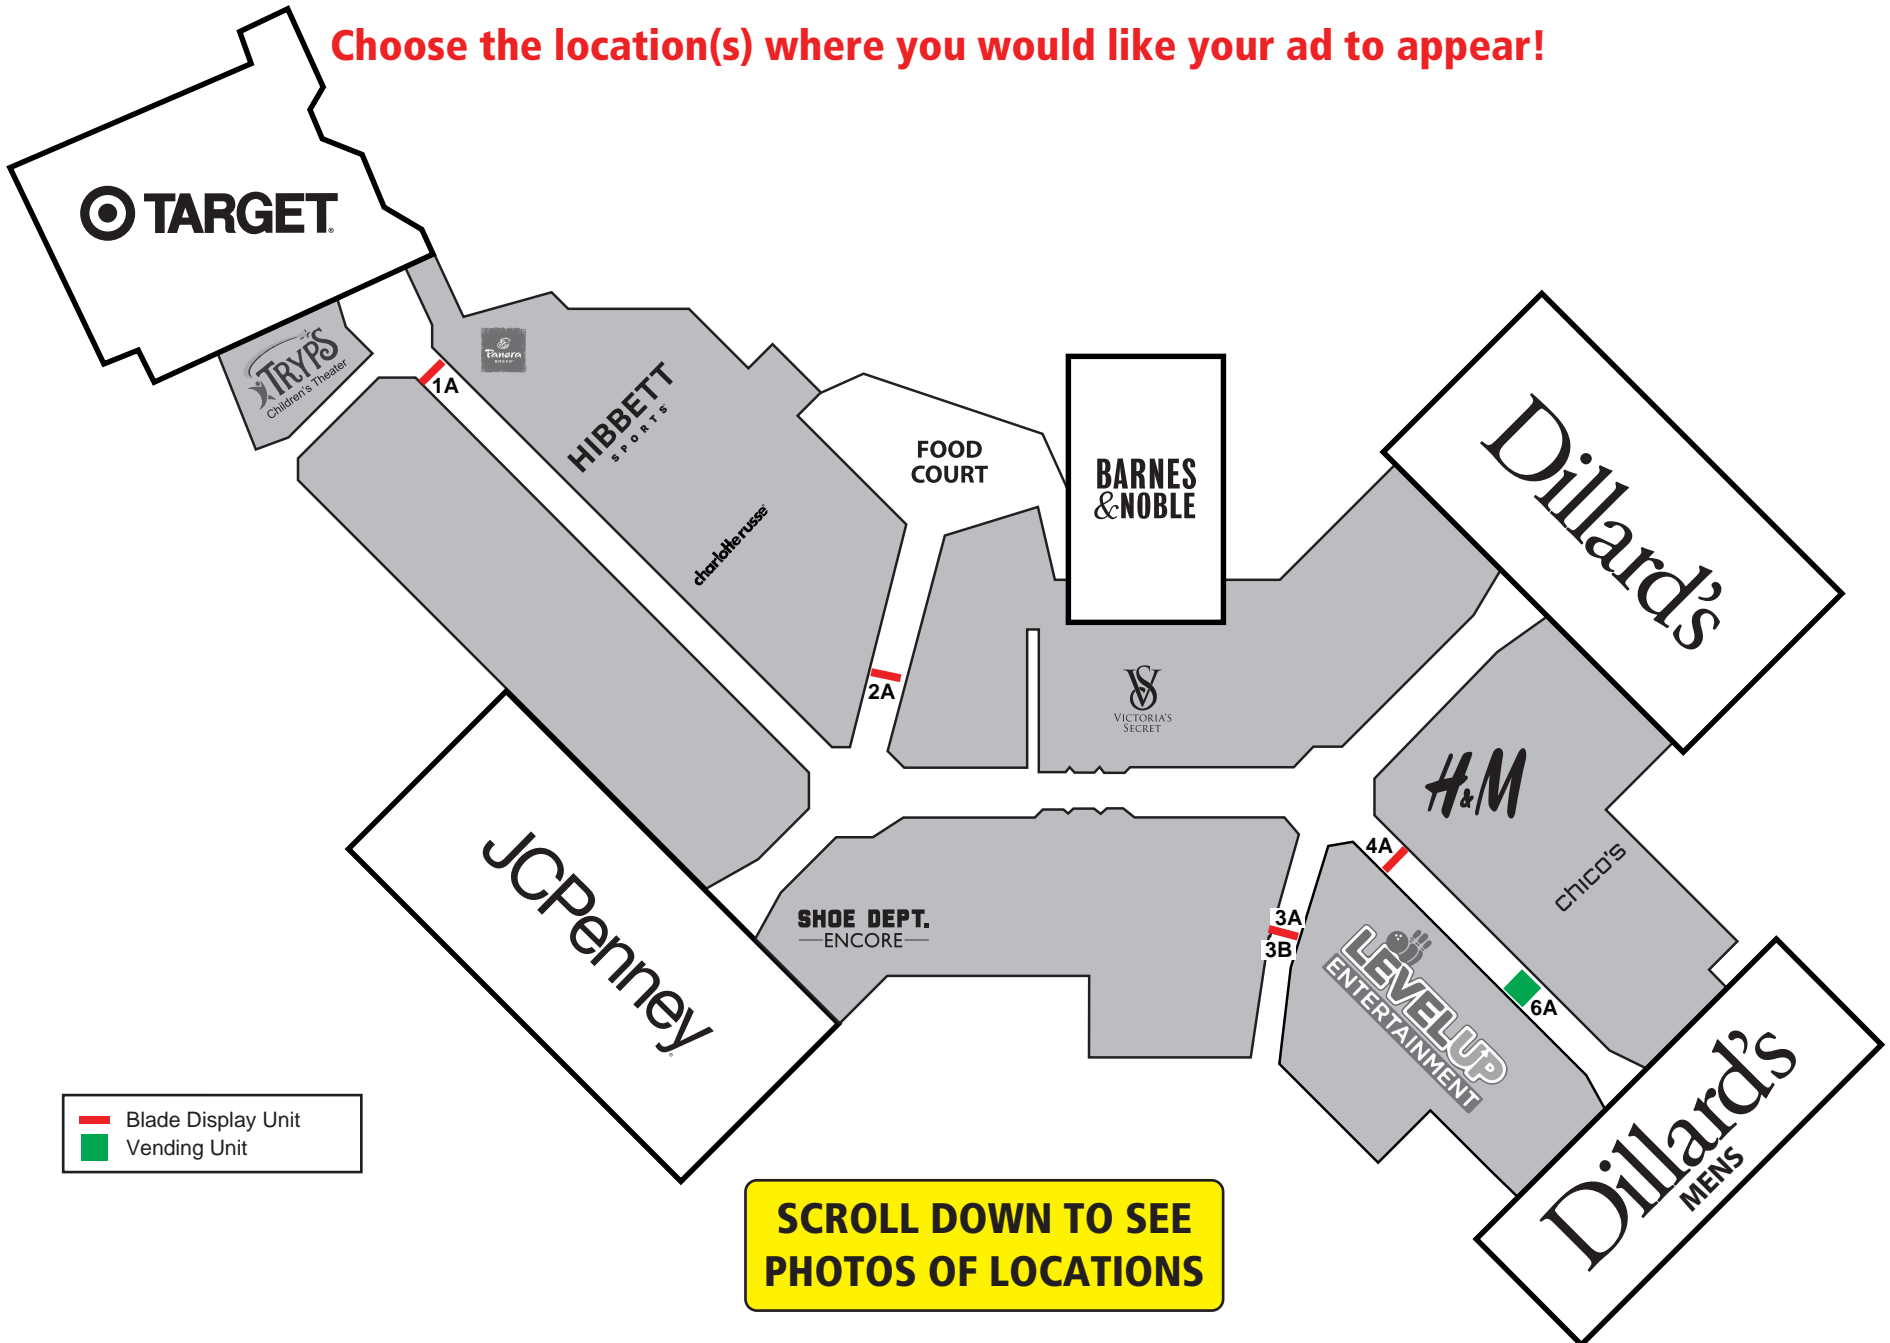 Choose the location(s) where you would like your ad to appear!
TARGET
TRYPS
Children's Theater
1A
Panera
BREAD
HIBBETT
SPORTS
charlotte russe
FOOD
COURT
BARNES
&NOBLE
Dillard's
2A
VS
VICTORIA'S
SECRET
H&M
JCPenney
SHOE DEPT.
ENCORE
4A
chico's
3A
3B
LEVEL UP
ENTERTAINMENT
6A
Dillard's
MENS
Blade Display Unit
Vending Unit
SCROLL DOWN TO SEE
PHOTOS OF LOCATIONS